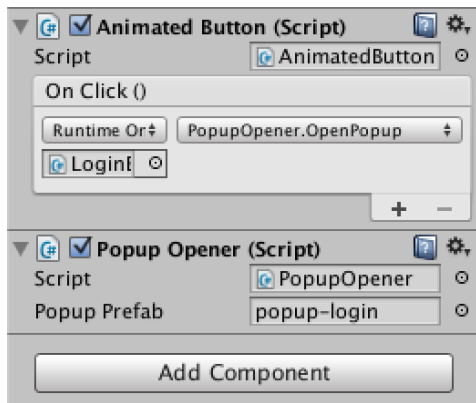 Animated Button (Script)
Script AnimatedButton
On Click ()
Runtime Or PopupOpener.OpenPopup
LoginE
+ −
Popup Opener (Script)
Script PopupOpener
Popup Prefab popup-login
Add Component